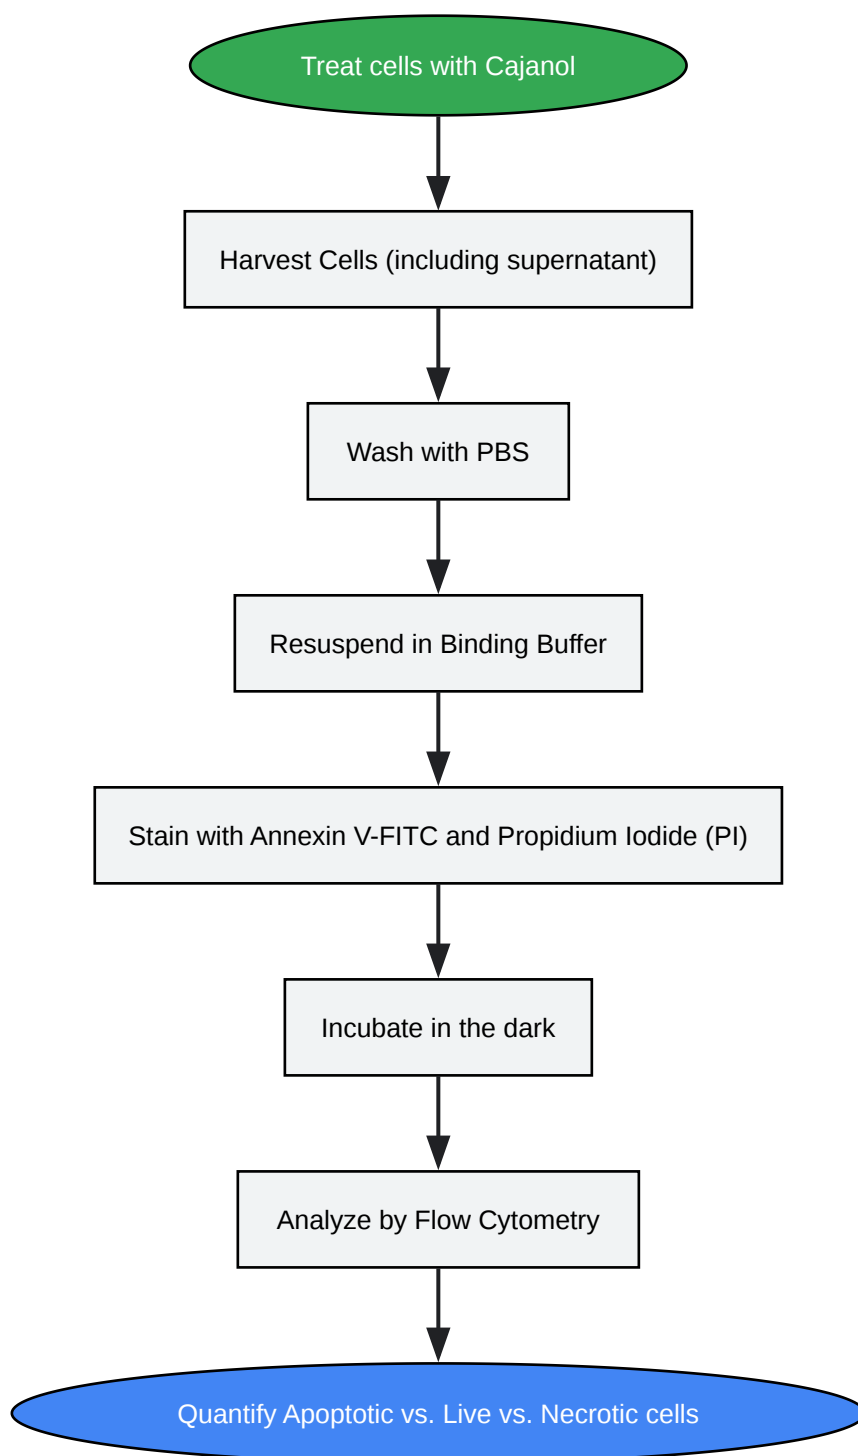 Treat cells with Cajanol
Harvest Cells (including supernatant)
Wash with PBS
Resuspend in Binding Buffer
Stain with Annexin V-FITC and Propidium Iodide (PI)
Incubate in the dark
Analyze by Flow Cytometry
Quantify Apoptotic vs. Live vs. Necrotic cells